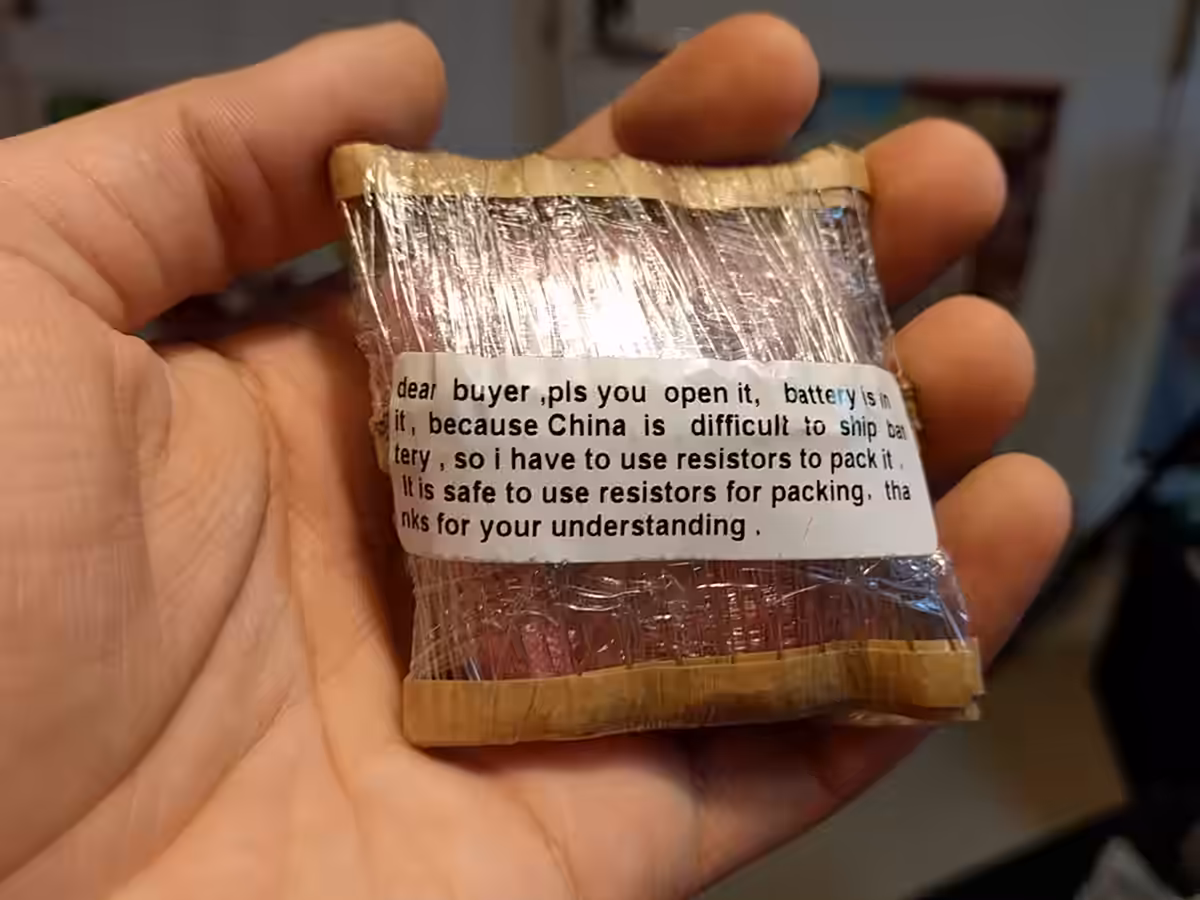 dear buyer ,pls you open it, battery is in
it, because China is difficult to ship bat
tery , so i have to use resistors to pack it .
It is safe to use resistors for packing. tha
nks for your understanding .